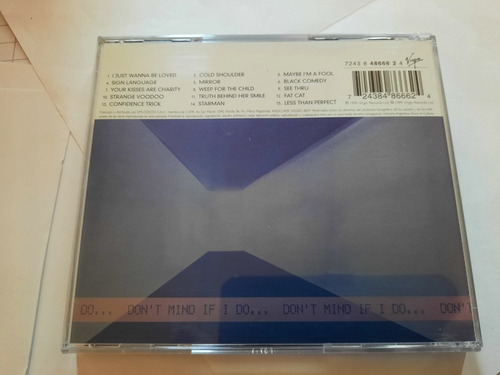 7243 8 48666 2 4 Virgin
1 I JUST WANNA BE LOVED 2 COLD SHOULDER 3 MAYBE I'M A FOOL
4 SIGN LANGUAGE 5 MIRROR 6 BLACK COMEDY
7 YOUR KISSES ARE CHARITY 8 WEEP FOR THE CHILD 9 SEE THRU
10 STRANGE VOODOO 11 TRUTH BEHIND HER SMILE 12 FAT CAT
13 CONFIDENCE TRICK 14 STARMAN 15 LESS THAN PERFECT
7 24384 86662 4
DO... DON'T MIND IF I DO... DON'T MIND IF I DO... DON'T